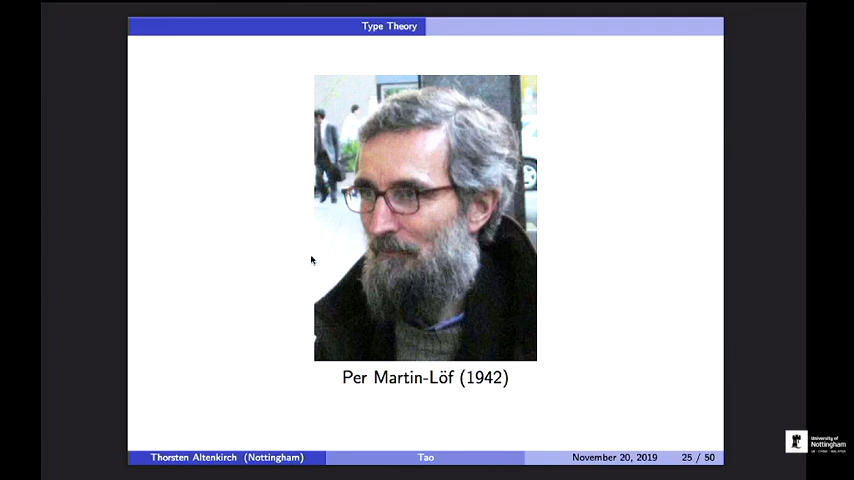 Type Theory
Per Martin-Löf (1942)
Thorsten Altenkirch (Nottingham)
Tao
November 20, 2019
25 / 50
University of
Nottingham